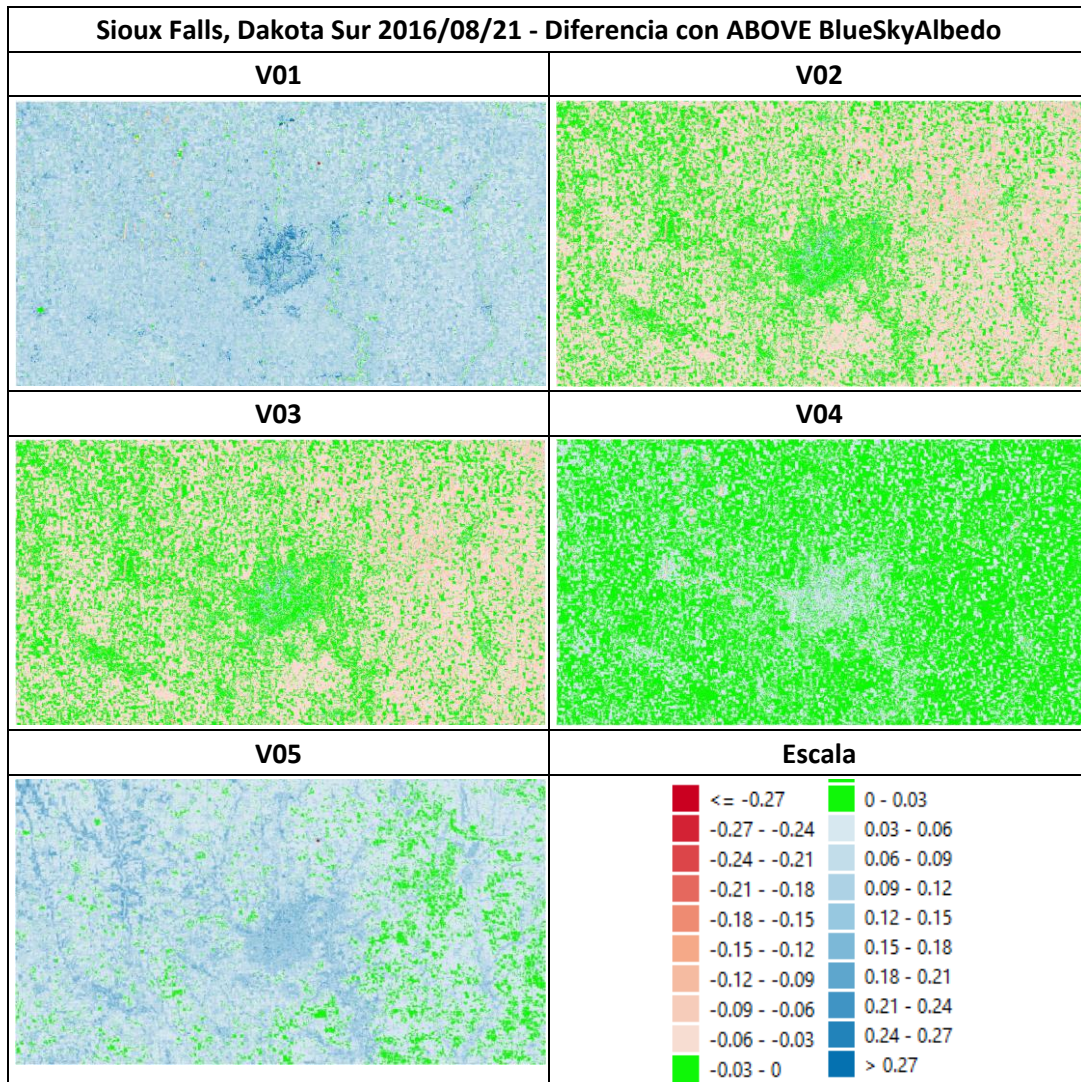 Sioux Falls, Dakota Sur 2016/08/21 - Diferencia con ABOVE BlueSkyAlbedo
V01
V02
V03
V04
V05
Escala
<= -0.27
-0.27 - -0.24
-0.24 - -0.21
-0.21 - -0.18
-0.18 - -0.15
-0.15 - -0.12
-0.12 - -0.09
-0.09 - -0.06
-0.06 - -0.03
-0.03 - 0
0 - 0.03
0.03 - 0.06
0.06 - 0.09
0.09 - 0.12
0.12 - 0.15
0.15 - 0.18
0.18 - 0.21
0.21 - 0.24
0.24 - 0.27
> 0.27